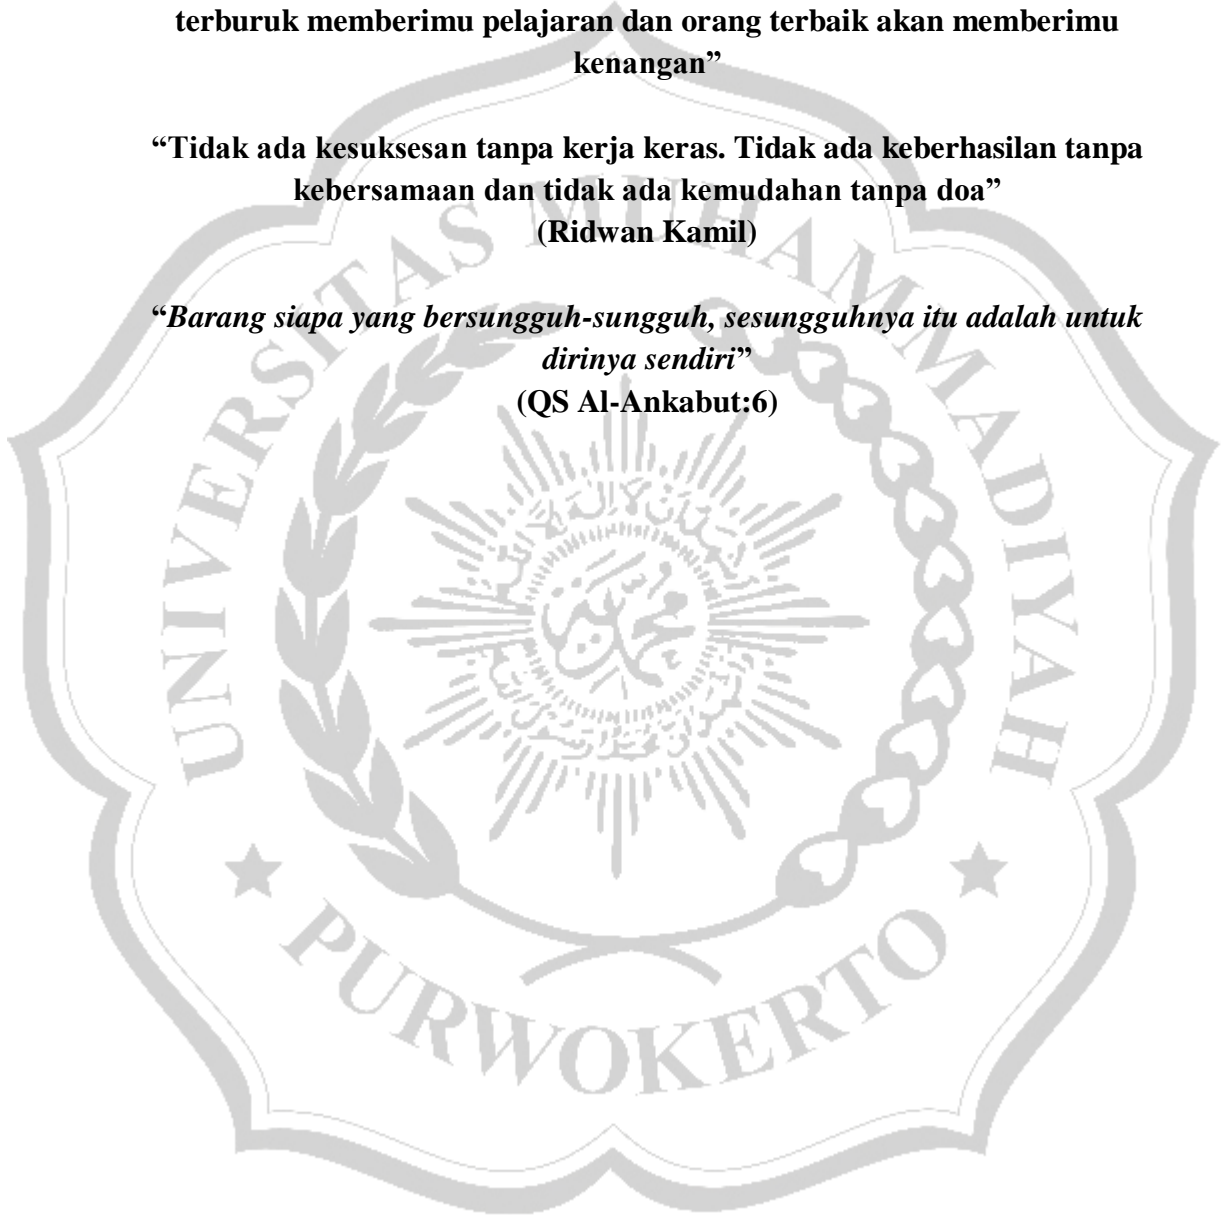 terburuk memberimu pelajaran dan orang terbaik akan memberimu
kenangan”
“Tidak ada kesuksesan tanpa kerja keras. Tidak ada keberhasilan tanpa
kebersamaan dan tidak ada kemudahan tanpa doa”
(Ridwan Kamil)
“Barang siapa yang bersungguh-sungguh, sesungguhnya itu adalah untuk
dirinya sendiri”
(QS Al-Ankabut:6)
UNIVERSITAS MUHAMMADIYAH
PURWOKERTO